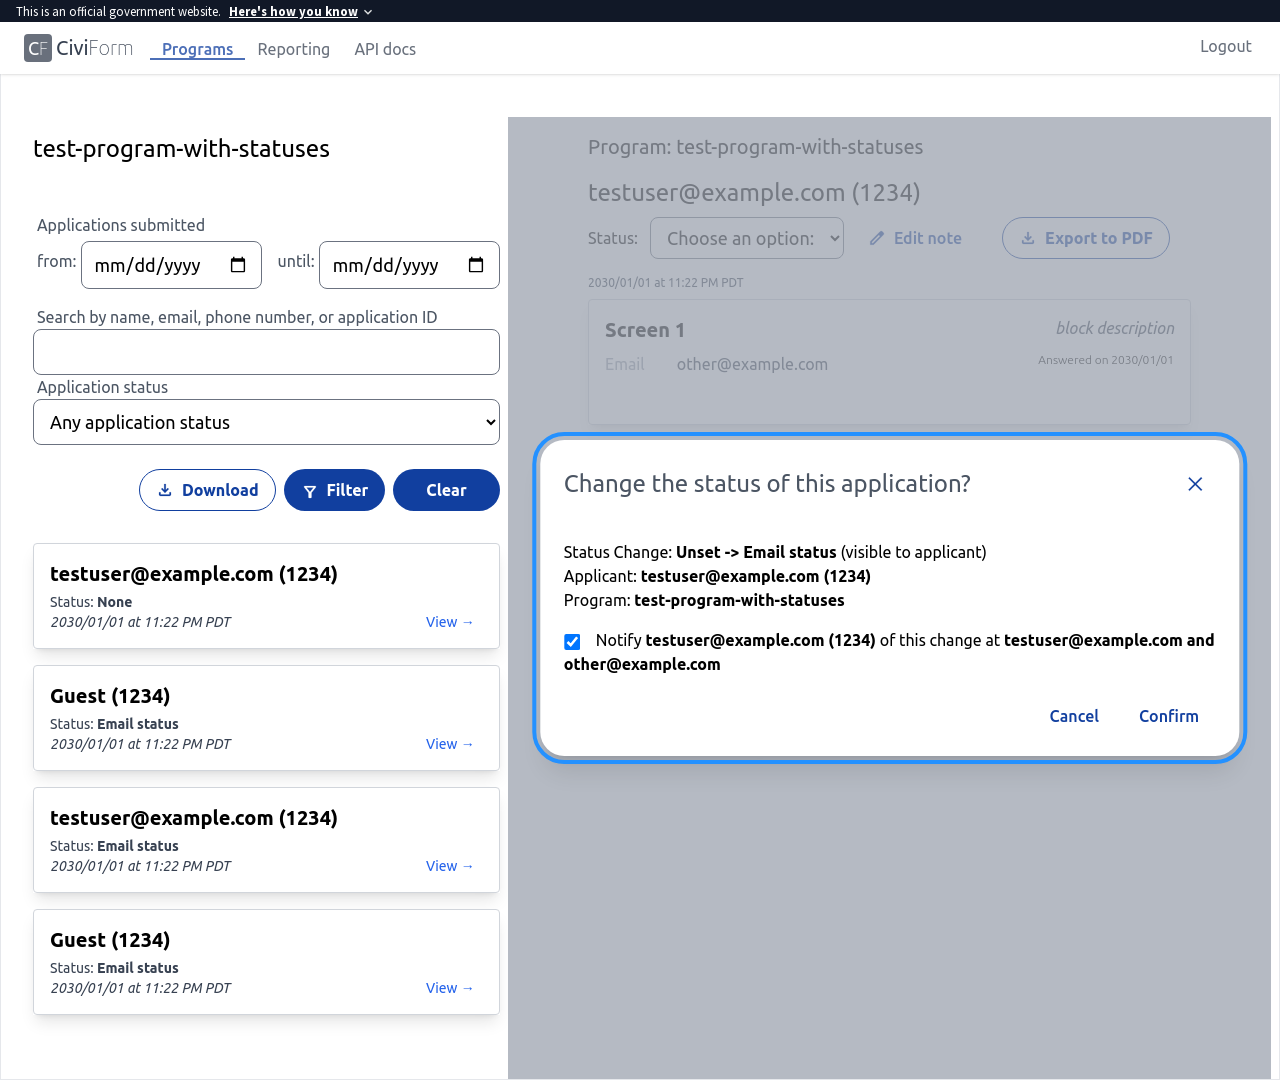 This is an official government website. Here's how you know
CF CiviForm Programs Reporting API docs Logout
test-program-with-statuses
Applications submitted
from: mm/dd/yyyy until: mm/dd/yyyy
Search by name, email, phone number, or application ID
Application status
Any application status
Download Filter Clear
testuser@example.com (1234)
Status: None
2030/01/01 at 11:22 PM PDT View →
Guest (1234)
Status: Email status
2030/01/01 at 11:22 PM PDT View →
testuser@example.com (1234)
Status: Email status
2030/01/01 at 11:22 PM PDT View →
Guest (1234)
Status: Email status
2030/01/01 at 11:22 PM PDT View →
Program: test-program-with-statuses
testuser@example.com (1234)
Status: Choose an option: Edit note Export to PDF
2030/01/01 at 11:22 PM PDT
Screen 1 block description
Email other@example.com Answered on 2030/01/01
Change the status of this application?
Status Change: Unset -> Email status (visible to applicant)
Applicant: testuser@example.com (1234)
Program: test-program-with-statuses
Notify testuser@example.com (1234) of this change at testuser@example.com and
other@example.com
Cancel Confirm